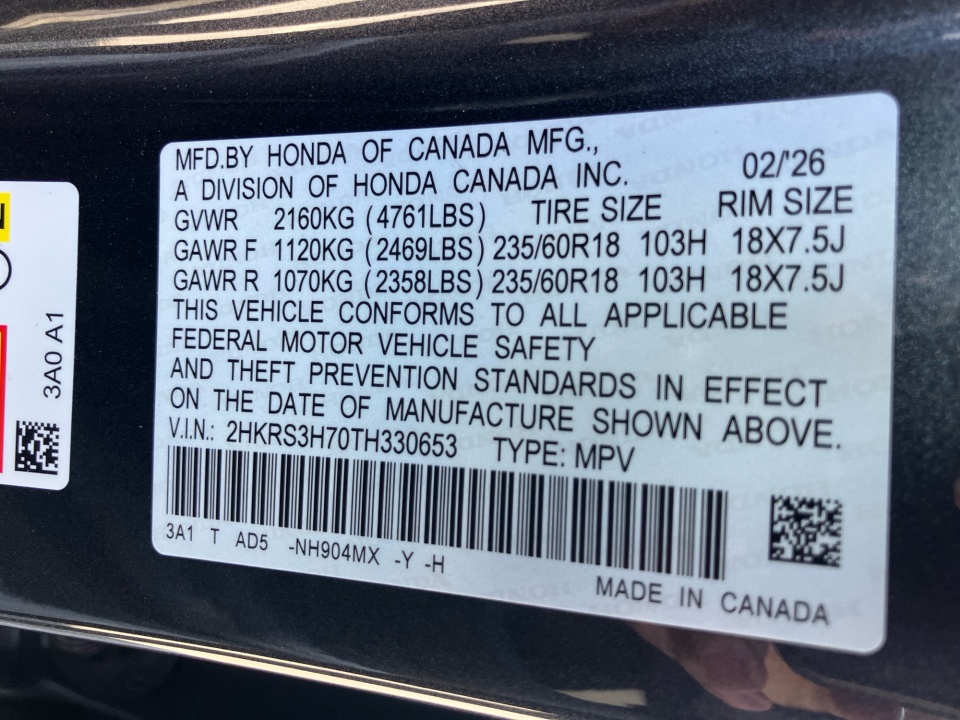 MFD.BY HONDA OF CANADA MFG.,
A DIVISION OF HONDA CANADA INC. 02/'26
GVWR 2160KG (4761LBS) TIRE SIZE RIM SIZE
GAWR F 1120KG (2469LBS) 235/60R18 103H 18X7.5J
GAWR R 1070KG (2358LBS) 235/60R18 103H 18X7.5J
THIS VEHICLE CONFORMS TO ALL APPLICABLE
FEDERAL MOTOR VEHICLE SAFETY
AND THEFT PREVENTION STANDARDS IN EFFECT
ON THE DATE OF MANUFACTURE SHOWN ABOVE.
V.I.N.: 2HKRS3H70TH330653 TYPE: MPV
3A1 T AD5 -NH904MX -Y -H
MADE IN CANADA
3A0 A1